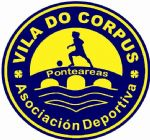 VILA DO CORPUS
Ponteareas
Asociación Deportiva